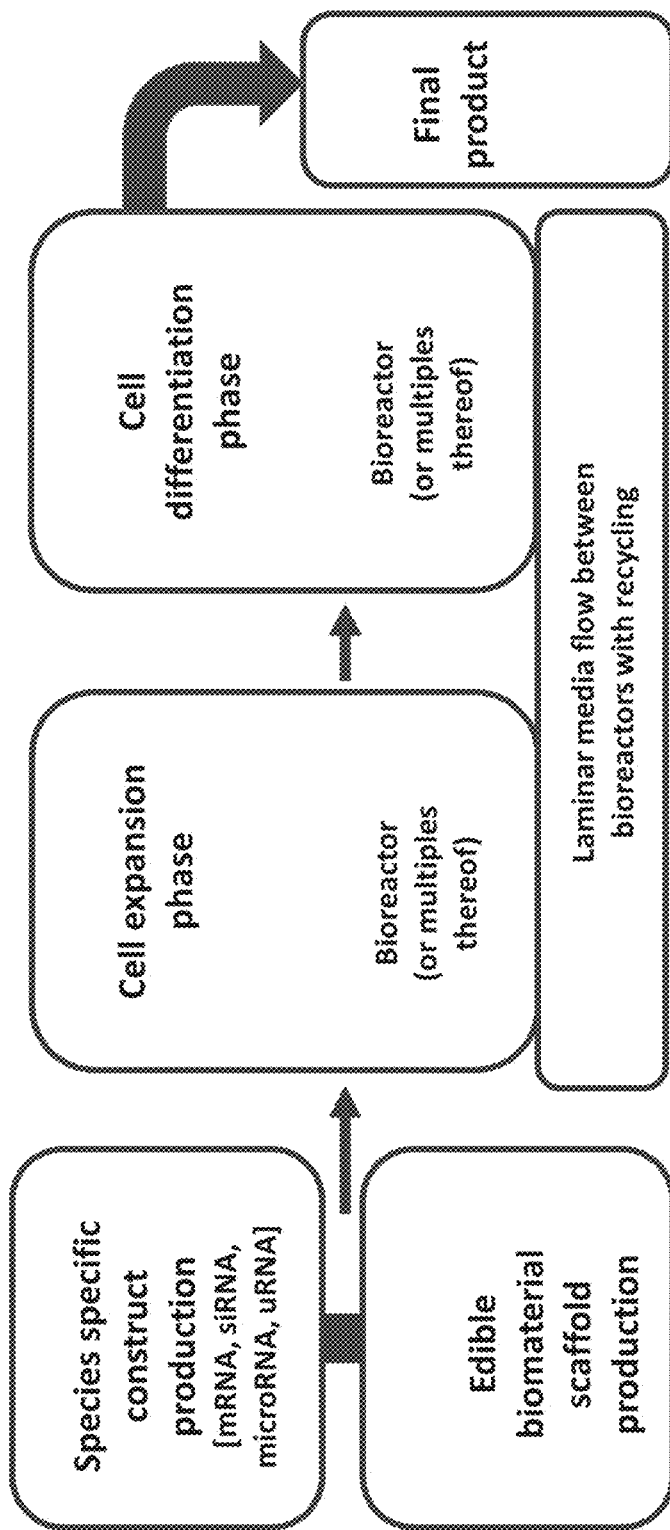 Species specific
construct
production
[mRNA, siRNA,
microRNA, uRNA]
Edible
biomaterial
scaffold
production
Cell expansion
phase
Bioreactor
(or multiples
thereof)
Cell
differentiation
phase
Bioreactor
(or multiples
thereof)
Laminar media flow between
bioreactors with recycling
Final
product